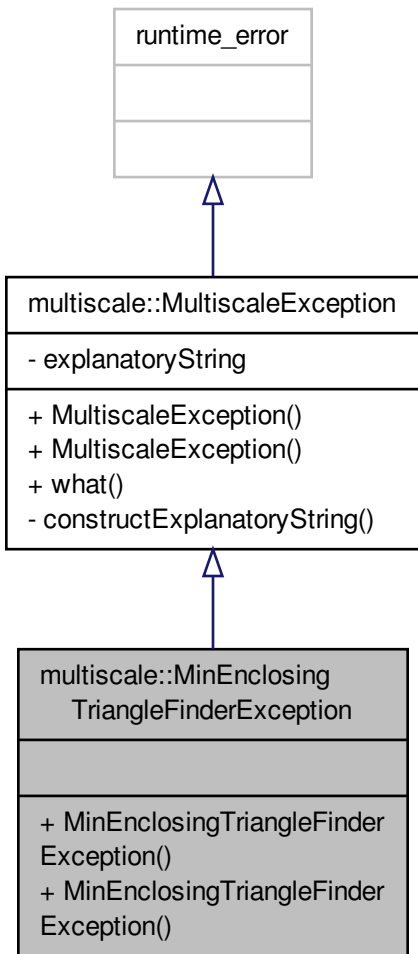 runtime_error
multiscale::MultiscaleException
- explanatoryString
+ MultiscaleException()
+ MultiscaleException()
+ what()
- constructExplanatoryString()
multiscale::MinEnclosing
TriangleFinderException
+ MinEnclosingTriangleFinder
Exception()
+ MinEnclosingTriangleFinder
Exception()